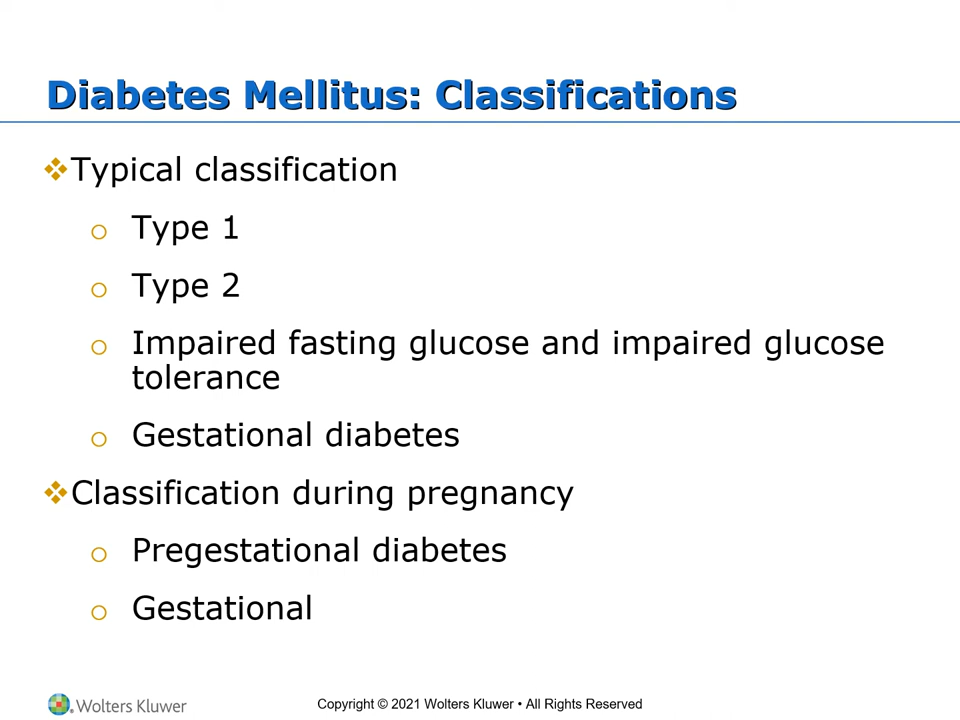 Diabetes Mellitus: Classifications
❖Typical classification
o Type 1
o Type 2
o Impaired fasting glucose and impaired glucose
tolerance
o Gestational diabetes
❖Classification during pregnancy
o Pregestational diabetes
o Gestational
Wolters Kluwer
Copyright © 2021 Wolters Kluwer • All Rights Reserved